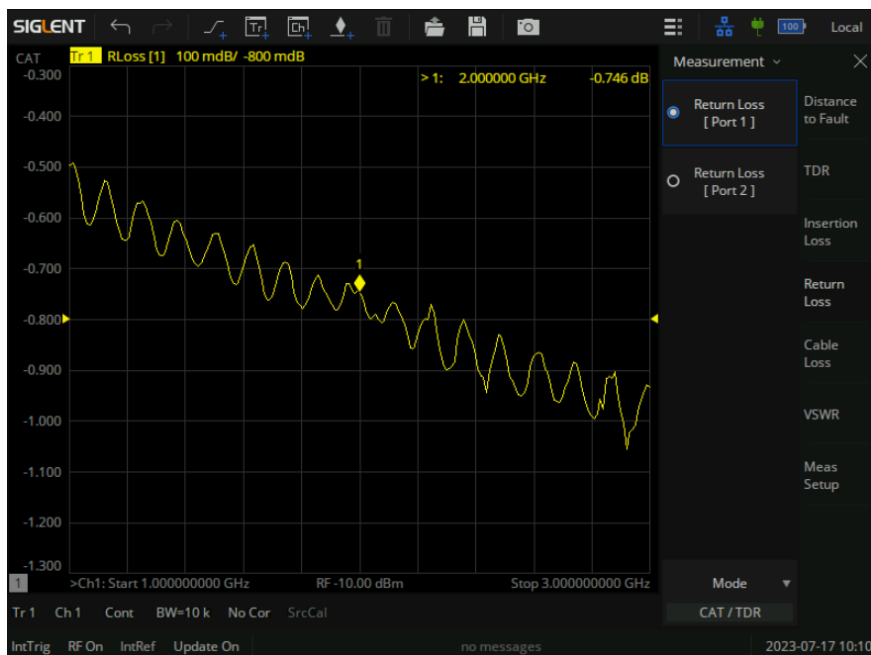 SIGLENT Tr Ch 100 Local
CAT Tr 1 RLoss [1] 100 mdB/ -800 mdB
> 1: 2.000000 GHz -0.746 dB
-0.300
-0.400
-0.500
-0.600
-0.700
-0.800
-0.900
-1.000
-1.100
-1.200
-1.300
1
1 >Ch1: Start 1.000000000 GHz RF -10.00 dBm Stop 3.000000000 GHz
Tr 1 Ch 1 Cont BW=10 k No Cor SrcCal
Measurement
Return Loss
[ Port 1 ]
Return Loss
[ Port 2 ]
Mode
CAT / TDR
Distance
to Fault
TDR
Insertion
Loss
Return
Loss
Cable
Loss
VSWR
Meas
Setup
IntTrig RF On IntRef Update On no messages 2023-07-17 10:10